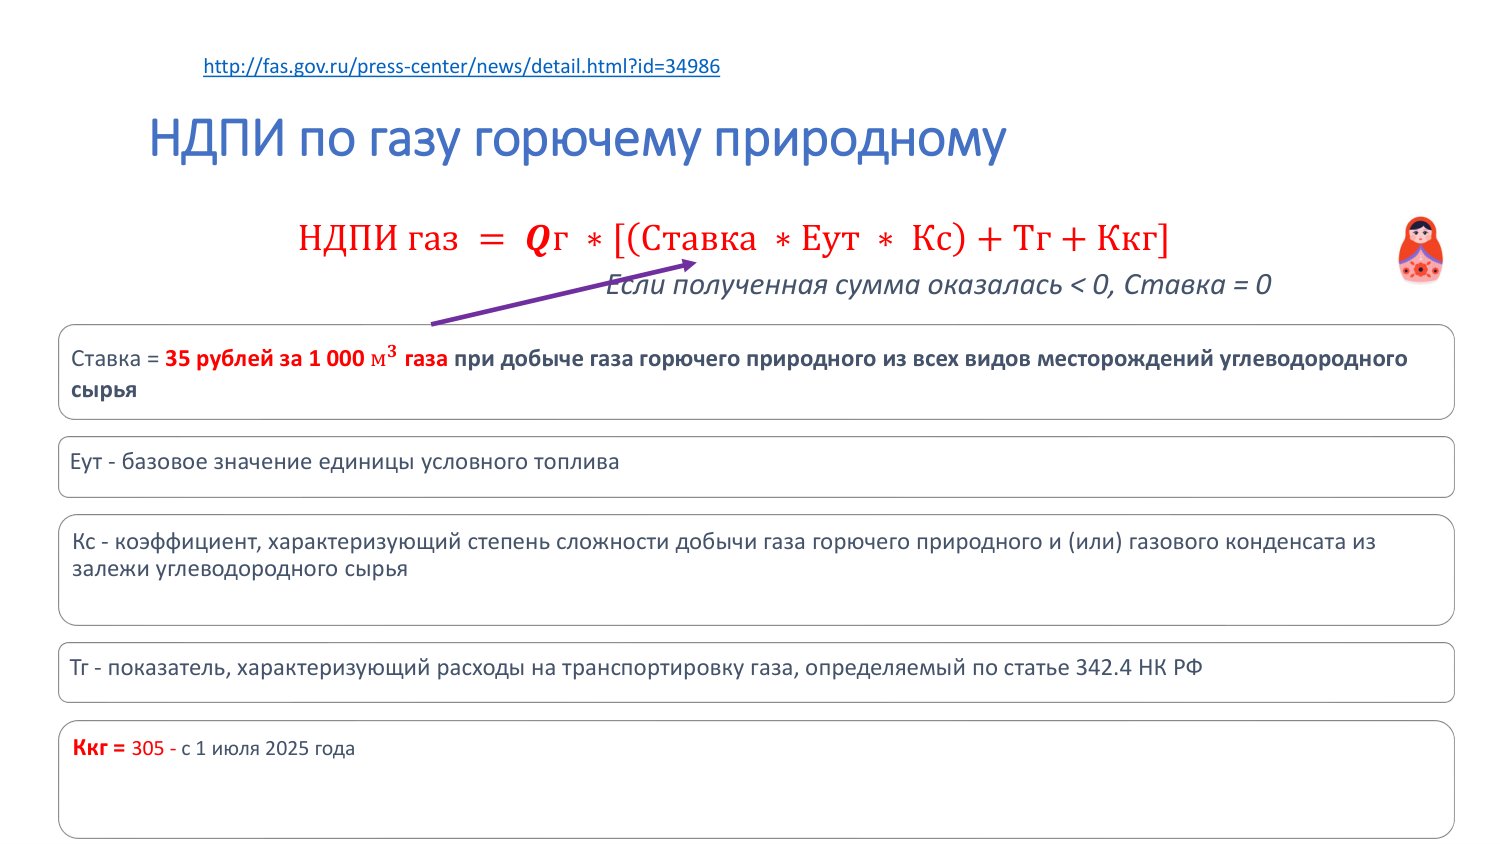 http://fas.gov.ru/press-center/news/detail.html?id=34986
НДПИ по газу горючему природному
НДПИ газ = Qг * [(Ставка * Еут * Кс) + Тг + Ккг]
Если полученная сумма оказалась < 0, Ставка = 0
Ставка = 35 рублей за 1 000 м³ газа при добыче газа горючего природного из всех видов месторождений углеводородного
сырья
Еут - базовое значение единицы условного топлива
Кс - коэффициент, характеризующий степень сложности добычи газа горючего природного и (или) газового конденсата из
залежи углеводородного сырья
Тг - показатель, характеризующий расходы на транспортировку газа, определяемый по статье 342.4 НК РФ
Ккг = 305 - с 1 июля 2025 года